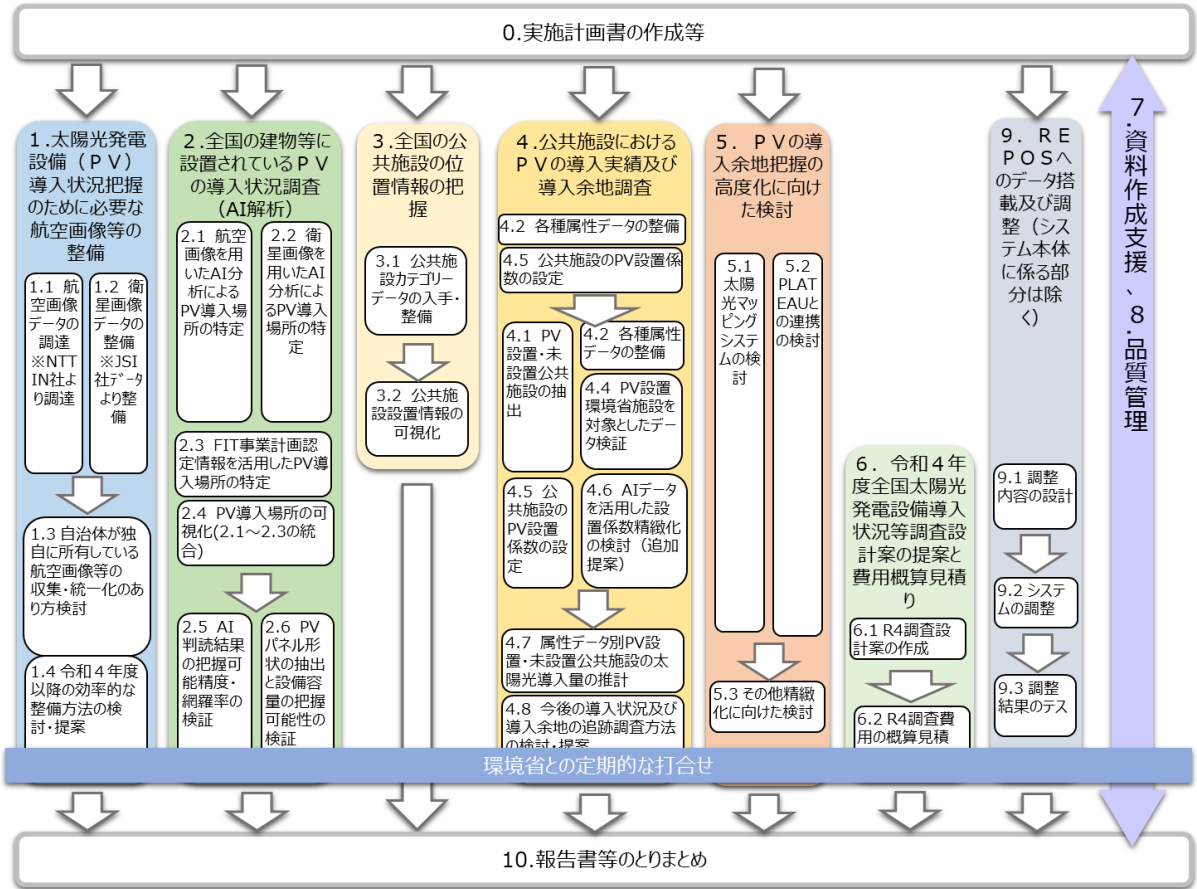 0.実施計画書の作成等
1.太陽光発電
設備(PV)
導入状況把握
のために必要な
航空画像等の
整備
1.1 航
空画像
データの
調達
※NTT
IN社よ
り調達
1.2 衛
星画像
データの
整備
※JSI
社ﾃﾞｰﾀ
より整
備
1.3 自治体が独
自に所有している
航空画像等の
収集・統一化のあ
り方検討
1.4 令和４年度
以降の効率的な
整備方法の検
討・提案
2.全国の建物等に
設置されているＰＶ
の導入状況調査
（AI解析）
2.1 航空
画像を用
いたAI分
析による
PV導入場
所の特定
2.2 衛
星画像
を用いたAI
分析によ
るPV導入
場所の特
定
2.3 FIT事業計画認
定情報を活用したPV導
入場所の特定
2.4 PV導入場所の可
視化(2.1～2.3の統
合)
2.5 AI
判読結果
の把握可
能精度・
網羅率の
検証
2.6 PV
パネル形
状の抽出
と設備容
量の把握
可能性の
検証
3.全国の公
共施設の位
置情報の把
握
3.1 公共施
設カテゴリー
データの入手・
整備
3.2 公共施
設設置情報の
可視化
4.公共施設における
ＰＶの導入実績及び
導入余地調査
4.2 各種属性データの整備
4.5 公共施設のPV設置係
数の設定
4.1 PV
設置・未
設置公共
施設の抽
出
4.2 各種属性
データの整備
4.4 PV設置
環境省施設を
対象としたデー
タ検証
4.5 公
共施設の
PV設置
係数の設
定
4.6 AIデータ
を活用した設
置係数精緻化
の検討（追加
提案）
4.7 属性データ別PV設
置・未設置公共施設の太
陽光導入量の推計
4.8 今後の導入状況及び
導入余地の追跡調査方法
の検討・提案
5．ＰＶの導
入余地把握の
高度化に向け
た検討
5.1
太陽
光マッ
ピング
システ
ムの検
討
5.2
PLAT
EAUと
の連携
の検討
5.3 その他精緻
化に向けた検討
6．令和４年
度全国太陽光
発電設備導入
状況等調査設
計案の提案と
費用概算見積
り
6.1 R4調査設
計案の作成
6.2 R4調査費
用の概算見積
9．ＲＥ
ＰＯＳへ
のデータ搭
載及び調
整（システ
ム本体
に係る部
分は除
く）
9.1 調整
内容の設計
9.2 システ
ムの調整
9.3 調整
結果のテス
7.資料作成支援、8.品質管理
環境省との定期的な打合せ
10.報告書等のとりまとめ